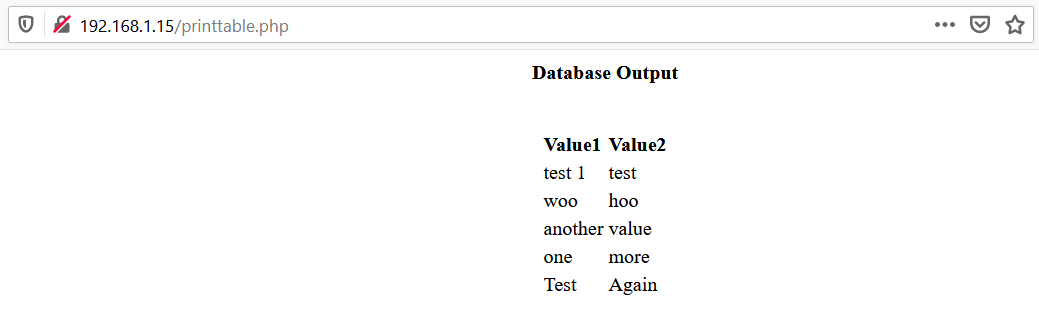 192.168.1.15/printtable.php
Database Output
Value1 Value2
test 1 test
woo hoo
another value
one more
Test Again